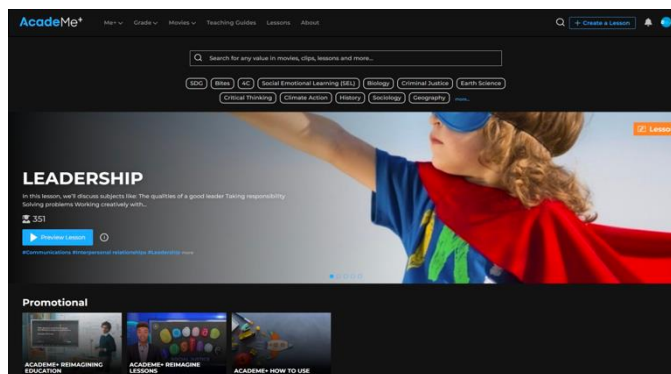 AcadeMe+
Me+ Grade Movies Teaching Guides Lessons About
+ Create a Lesson
Search for any value in movies, clips, lessons and more...
SDG Bites 4C Social Emotional Learning (SEL) Biology Criminal Justice Earth Science
Critical Thinking Climate Action History Sociology Geography more...
Lesso
LEADERSHIP
In this lesson, we'll discuss subjects like: The qualities of a good leader Taking responsibility
Solving problems Working creatively with...
351
Preview Lesson
#Communications #Interpersonal relationships #Leadership more
Promotional
ACADEME+ REIMAGINING
EDUCATION
ACADEME+ REIMAGINE
LESSONS
ACADEME+ HOW TO USE